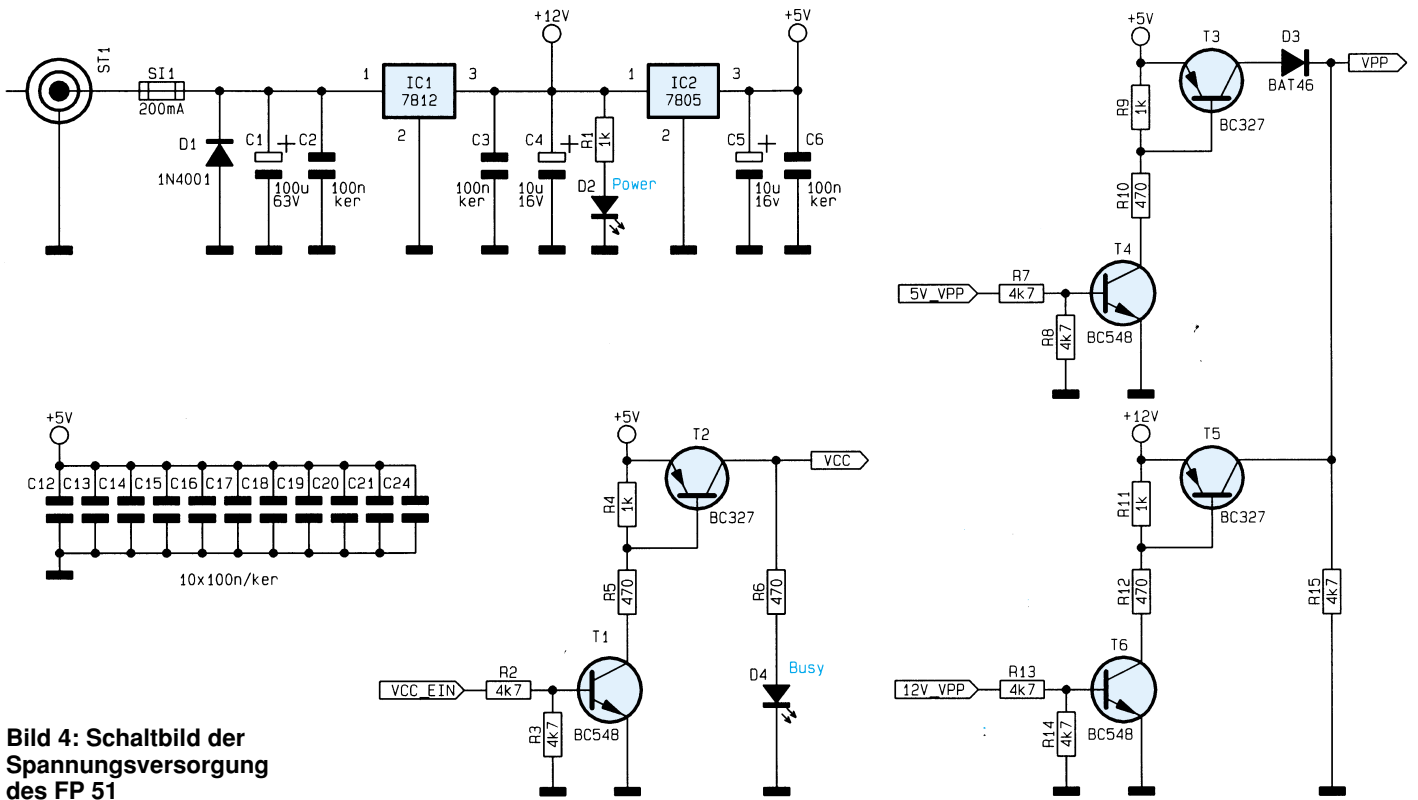 ST1
SI1
200mA
D1
1N4001
C1
+
100u
63V
C2
100n
ker
1
IC1
7812
3
2
C3
100n
ker
+12V
C4
+
10u
16V
R1
1k
D2
Power
IC2
7805
3
2
C5
+
10u
16v
+5V
C6
100n
ker
+5V
R9
1k
T3
BC327
D3
BAT46
VPP
R10
470
T4
BC548
5V_VPP
R7
4k7
R8
4k7
+5V
C12 C13 C14 C15 C16 C17 C18 C19 C20 C21 C24
10x100n/ker
+5V
T2
BC327
VCC
R4
1k
R5
470
R6
470
T1
BC548
VCC_EIN
R2
4k7
R3
4k7
D4
Busy
+12V
T5
BC327
R11
1k
R12
470
R15
4k7
T6
BC548
12V_VPP
R13
4k7
R14
4k7
Bild 4: Schaltbild der
Spannungsversorgung
des FP 51